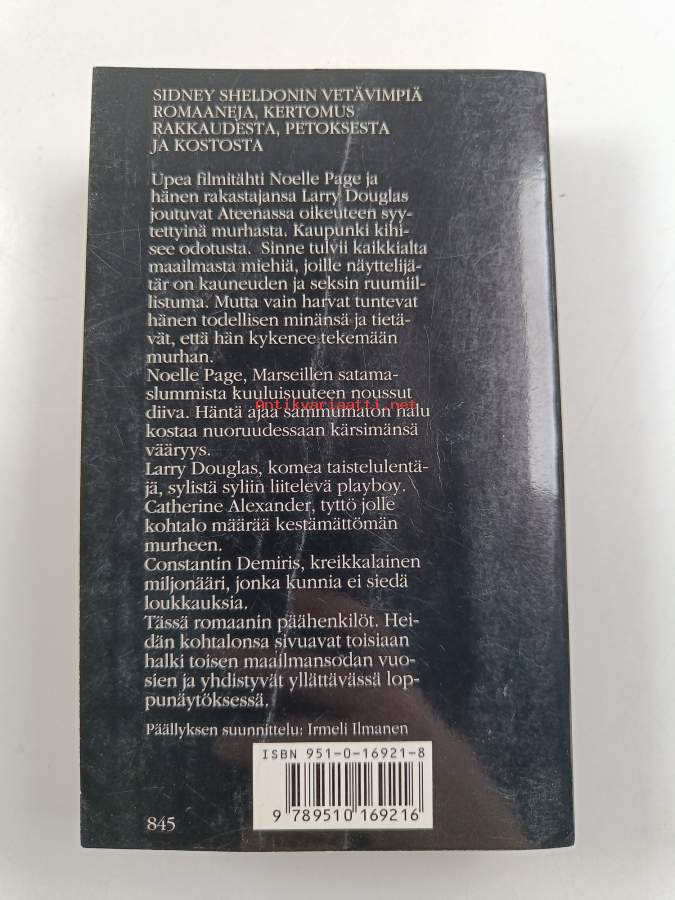 SIDNEY SHELDONIN VETÄVIMPIÄ
ROMAANEJA, KERTOMUS
RAKKAUDESTA, PETOKSESTA
JA KOSTOSTA
Upea filmitähti Noelle Page ja
hänen rakastajansa Larry Douglas
joutuvat Ateenassa oikeuteen syy-
tettyinä murhasta. Kaupunki kihi-
see odotusta. Sinne tulvii kaikkialta
maailmasta miehiä, joille näyttelijä-
tär on kauneuden ja seksin ruumiil-
listuma. Mutta vain harvat tuntevat
hänen todellisen minänsä ja tietä-
vät, että hän kykenee tekemään
murhan.
Noelle Page, Marseillen satama-
slummista kuuluisuuteen noussut
Antikvariaatti.net
diiva. Häntä ajaa sammumaton halu
kostaa nuoruudessaan kärsimänsä
vääryys.
Larry Douglas, komea taistelulentä-
jä, sylistä syliin liitelevä playboy.
Catherine Alexander, tyttö jolle
kohtalo määrää kestämättömän
murheen.
Constantin Demiris, kreikkalainen
miljonääri, jonka kunnia ei siedä
loukkauksia.
Tässä romaanin päähenkilöt. Hei-
dän kohtalonsa sivuavat toisiaan
halki toisen maailmansodan vuo-
sien ja yhdistyvät yllättävässä lop-
punäytöksessä.
Päällyksen suunnittelu: Irmeli Ilmanen
ISBN 951-0-16921-8
9 789510 169216
845